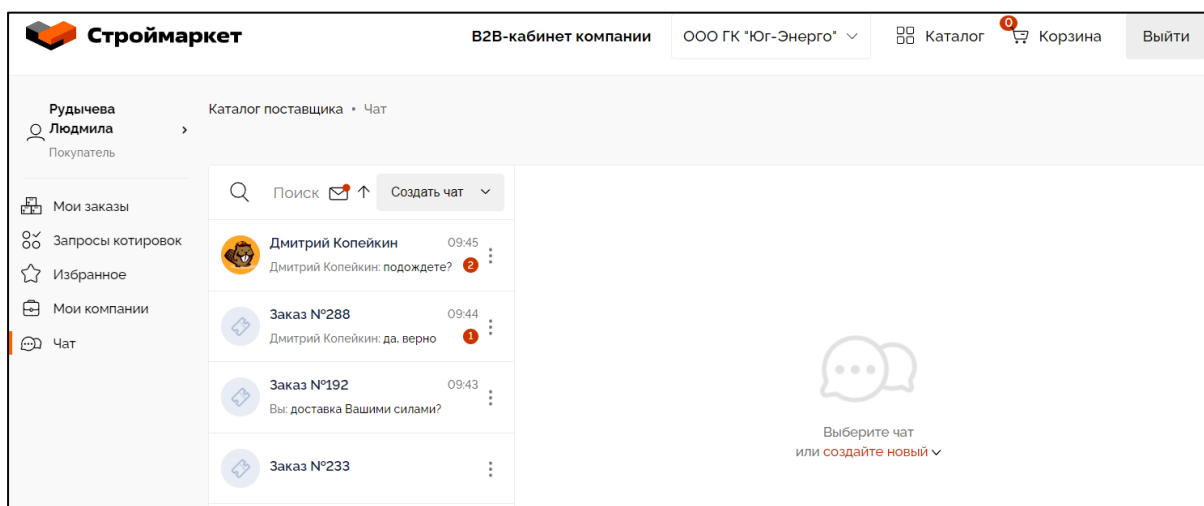 Строймаркет
B2B-кабинет компании
ООО ГК "Юг-Энерго"
Каталог
0
Корзина
Выйти
Рудычева
Людмила
Покупатель
Каталог поставщика • Чат
Мои заказы
Запросы котировок
Избранное
Мои компании
Чат
Поиск
Создать чат
Дмитрий Копейкин 09:45
Дмитрий Копейкин: подождете? 2
Заказ №288 09:44
Дмитрий Копейкин: да. верно 1
Заказ №192 09:43
Вы: доставка Вашими силами?
Заказ №233
Выберите чат
или создайте новый